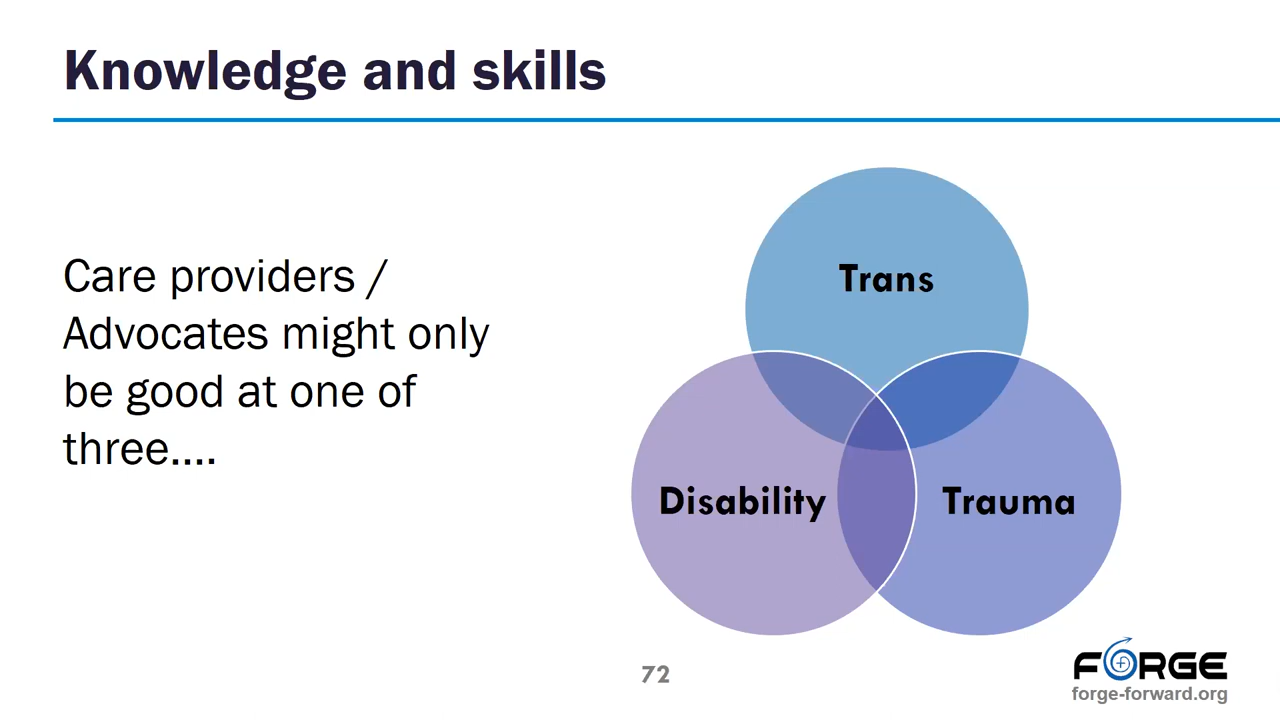 Knowledge and skills
Care providers /
Advocates might only
be good at one of
three....
Trans
Disability
Trauma
72
FORGE
forge-forward.org